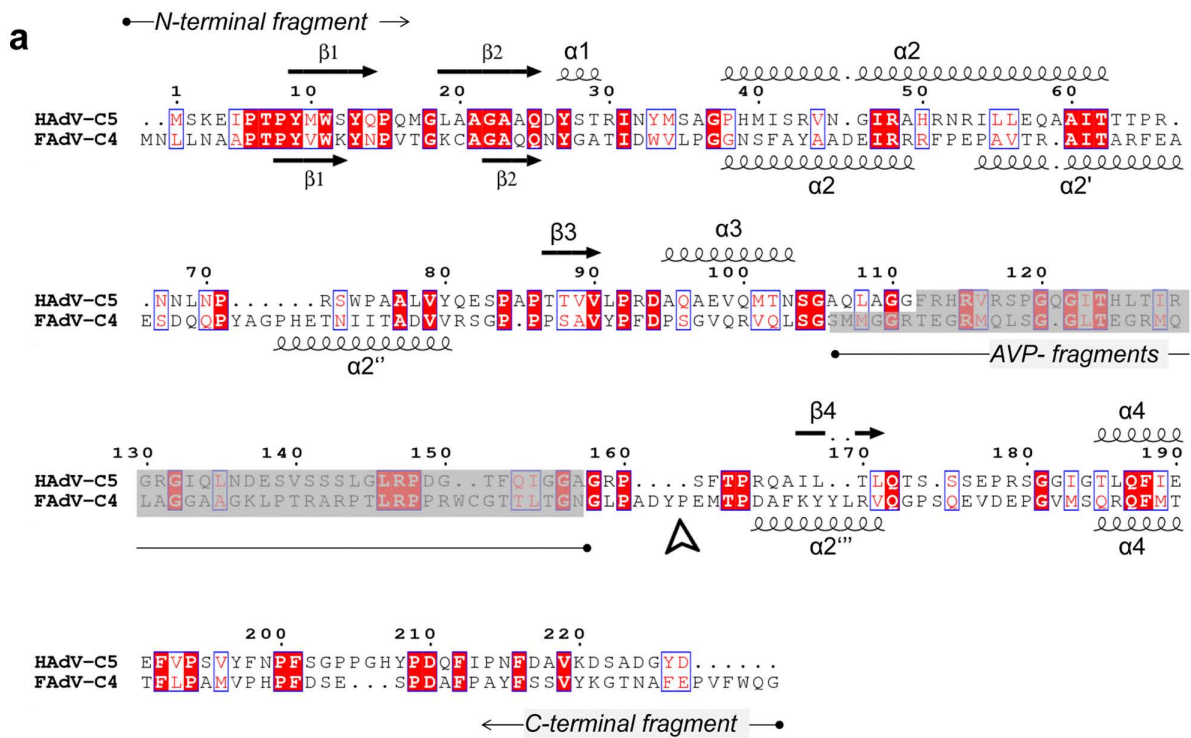 a
N-terminal fragment
β1 β2 α1 α2
1 10 20 30 40 50 60
HAdV-C5 ..MSKEIPTPYMWSYQPQMGLAAGAAQDYSTRINYMSAGPHMISRVN.GIRAHRNRILLEQAAITTTPR.
FAdV-C4 MNLLNAAPTPYVWKYNPVTGKCAGAQQNYGATIDWVLPGGNSFAYAADEIRRRFPEPAVTR.AITARFEA
β1 β2 α2 α2'
β3 α3
70 80 90 100 110 120
HAdV-C5 .NNLNP......RSWPAALVYQESPAPTTVVLPRDAQAEVQMTNSGAQLAGGFRHRVRSPGQGITHLTIR
FAdV-C4 ESDQQPYAGPHETNIITADVVRSGP.PPSAVYPFDPSGVQRVQLSGGMMGGRTEGRMQLSG.GLTEGRMQ
α2'' AVP- fragments
β4 α4
130 140 150 160 170 180 190
HAdV-C5 GRGIQLNDESVSSSLGLRPDG..TFQIGGAGRP....SFTPRQAIL..TLQTS.SSEPRSGGIGTLQFIE
FAdV-C4 LAGGAAGKLPTRARPTLRPPRWCGTTLTGNGLPADYPEMTPDAFKYYLRVQGPSQEVDEPGVMSQRQFMT
α2''' α4
200 210 220
HAdV-C5 EFVPSVYFNPFSGPPGHYPDQFIPNFDAVKDSADGYD......
FAdV-C4 TFLPAMVPHPFDSE...SPDAFPAYFSSVYKGTNAFEPVFWQG
C-terminal fragment